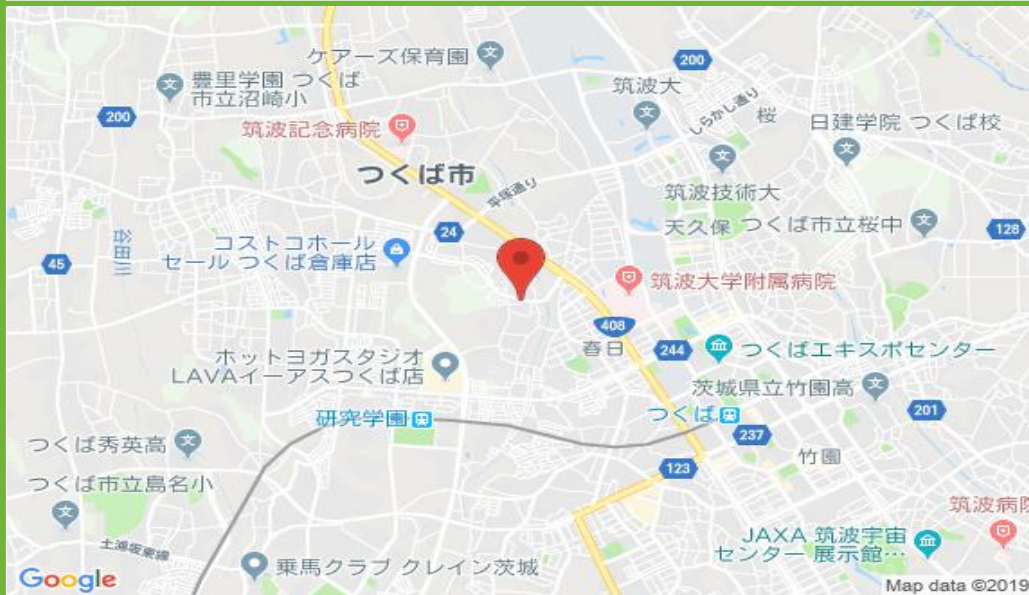 ケアーズ保育園
200
豊里学園 つくば
市立沼崎小
筑波大
しらかし通り
桜
200
筑波記念病院
日建学院 つくば校
つくば市
平塚通り
筑波技術大
天久保
つくば市立桜中
128
谷田川
24
コストコホール
セール つくば倉庫店
45
筑波大学附属病院
408
春日
244
つくばエキスポセンター
ホットヨガスタジオ
LAVAイーアスつくば店
茨城県立竹園高
研究学園
つくば
201
237
つくば秀英高
竹園
123
つくば市立島名小
筑波病院
土浦坂東線
JAXA 筑波宇宙
センター 展示館…
乗馬クラブ クレイン茨城
Google
Map data ©2019